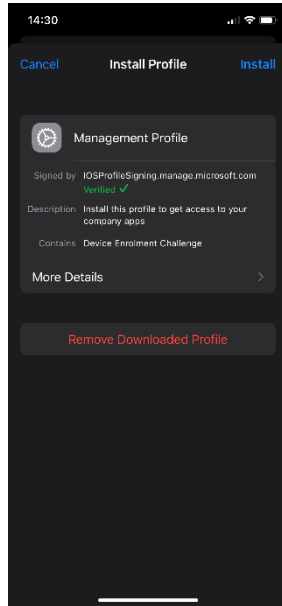 14:30
Cancel Install Profile Install
Management Profile
Signed by IOSProfileSigning.manage.microsoft.com
Verified ✓
Description Install this profile to get access to your
company apps
Contains Device Enrolment Challenge
More Details
Remove Downloaded Profile